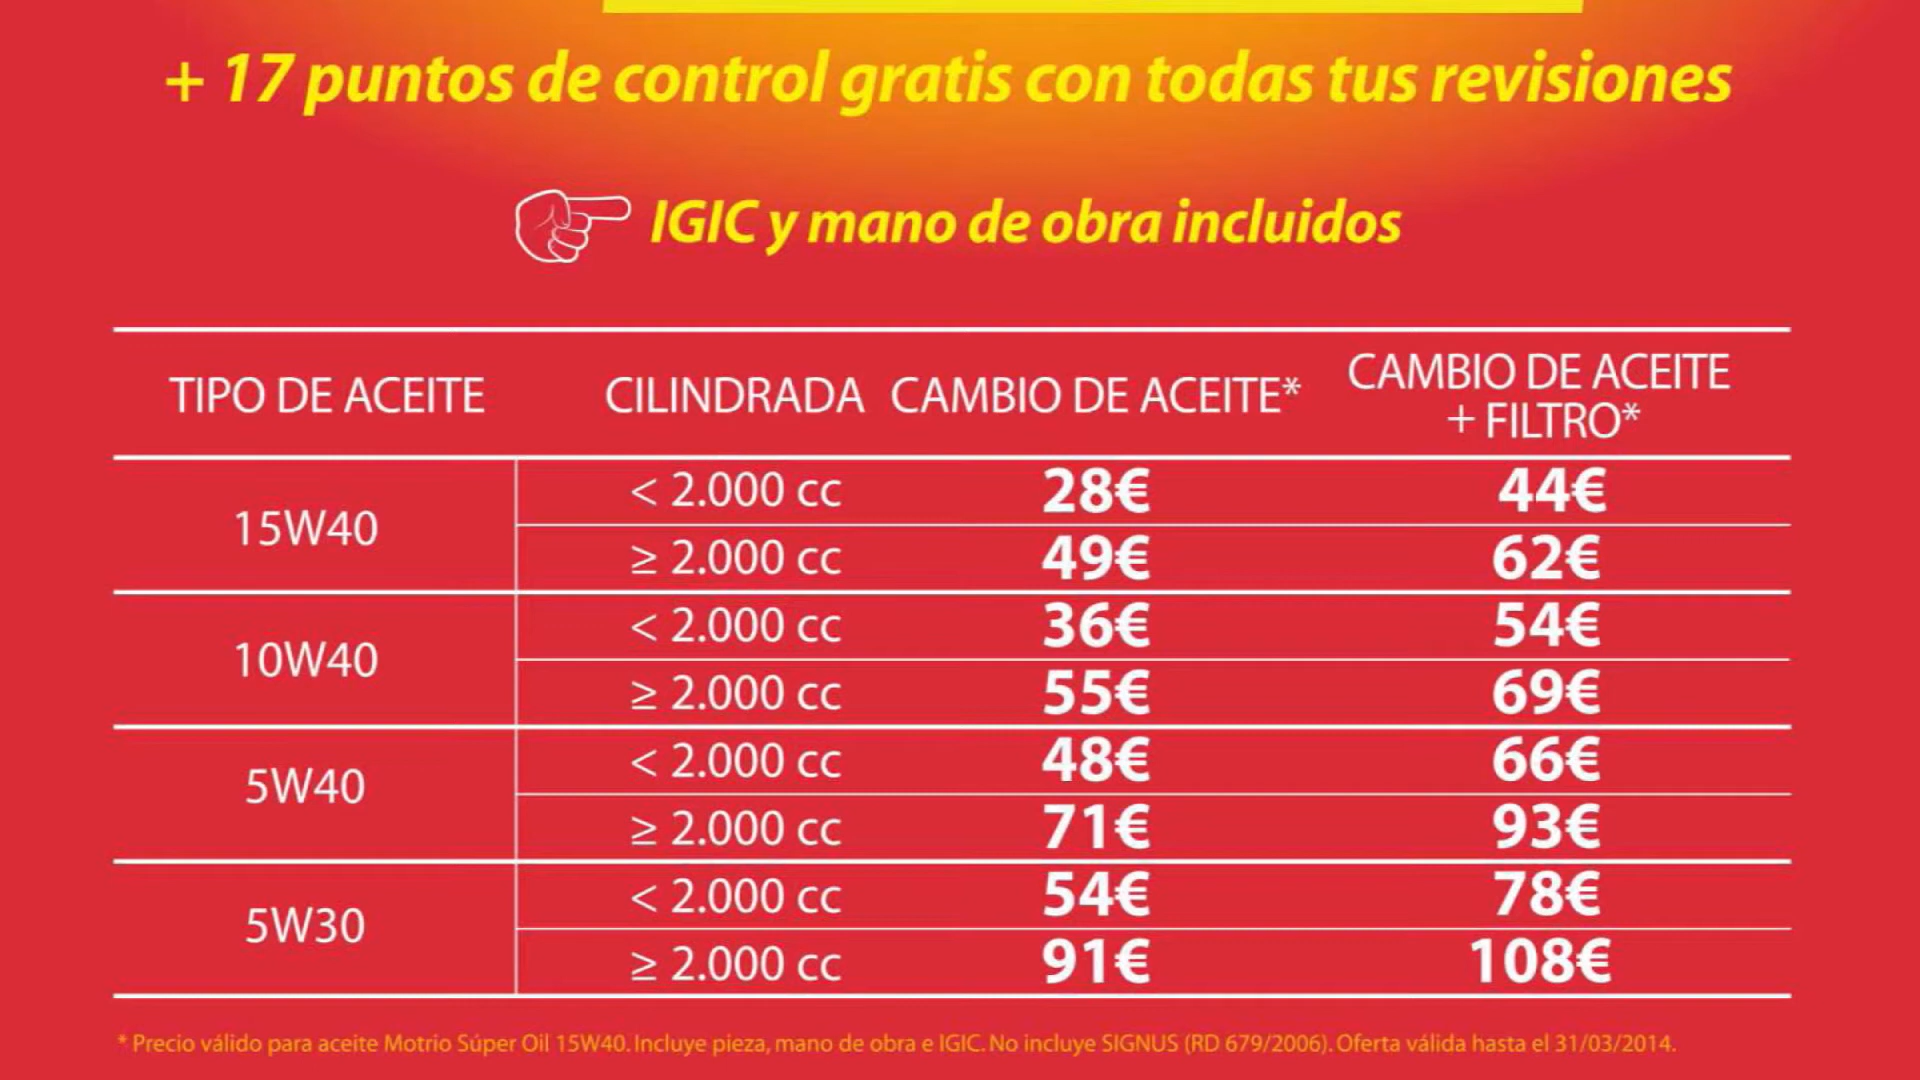 + 17 puntos de control gratis con todas tus revisiones
IGIC y mano de obra incluidos
TIPO DE ACEITE CILINDRADA CAMBIO DE ACEITE* CAMBIO DE ACEITE + FILTRO*
15W40
< 2.000 cc 28€ 44€
≥ 2.000 cc 49€ 62€
10W40
< 2.000 cc 36€ 54€
≥ 2.000 cc 55€ 69€
5W40
< 2.000 cc 48€ 66€
≥ 2.000 cc 71€ 93€
5W30
< 2.000 cc 54€ 78€
≥ 2.000 cc 91€ 108€
* Precio válido para aceite Motrio Súper Oil 15W40. Incluye pieza, mano de obra e IGIC. No incluye SIGNUS (RD 679/2006). Oferta válida hasta el 31/03/2014.